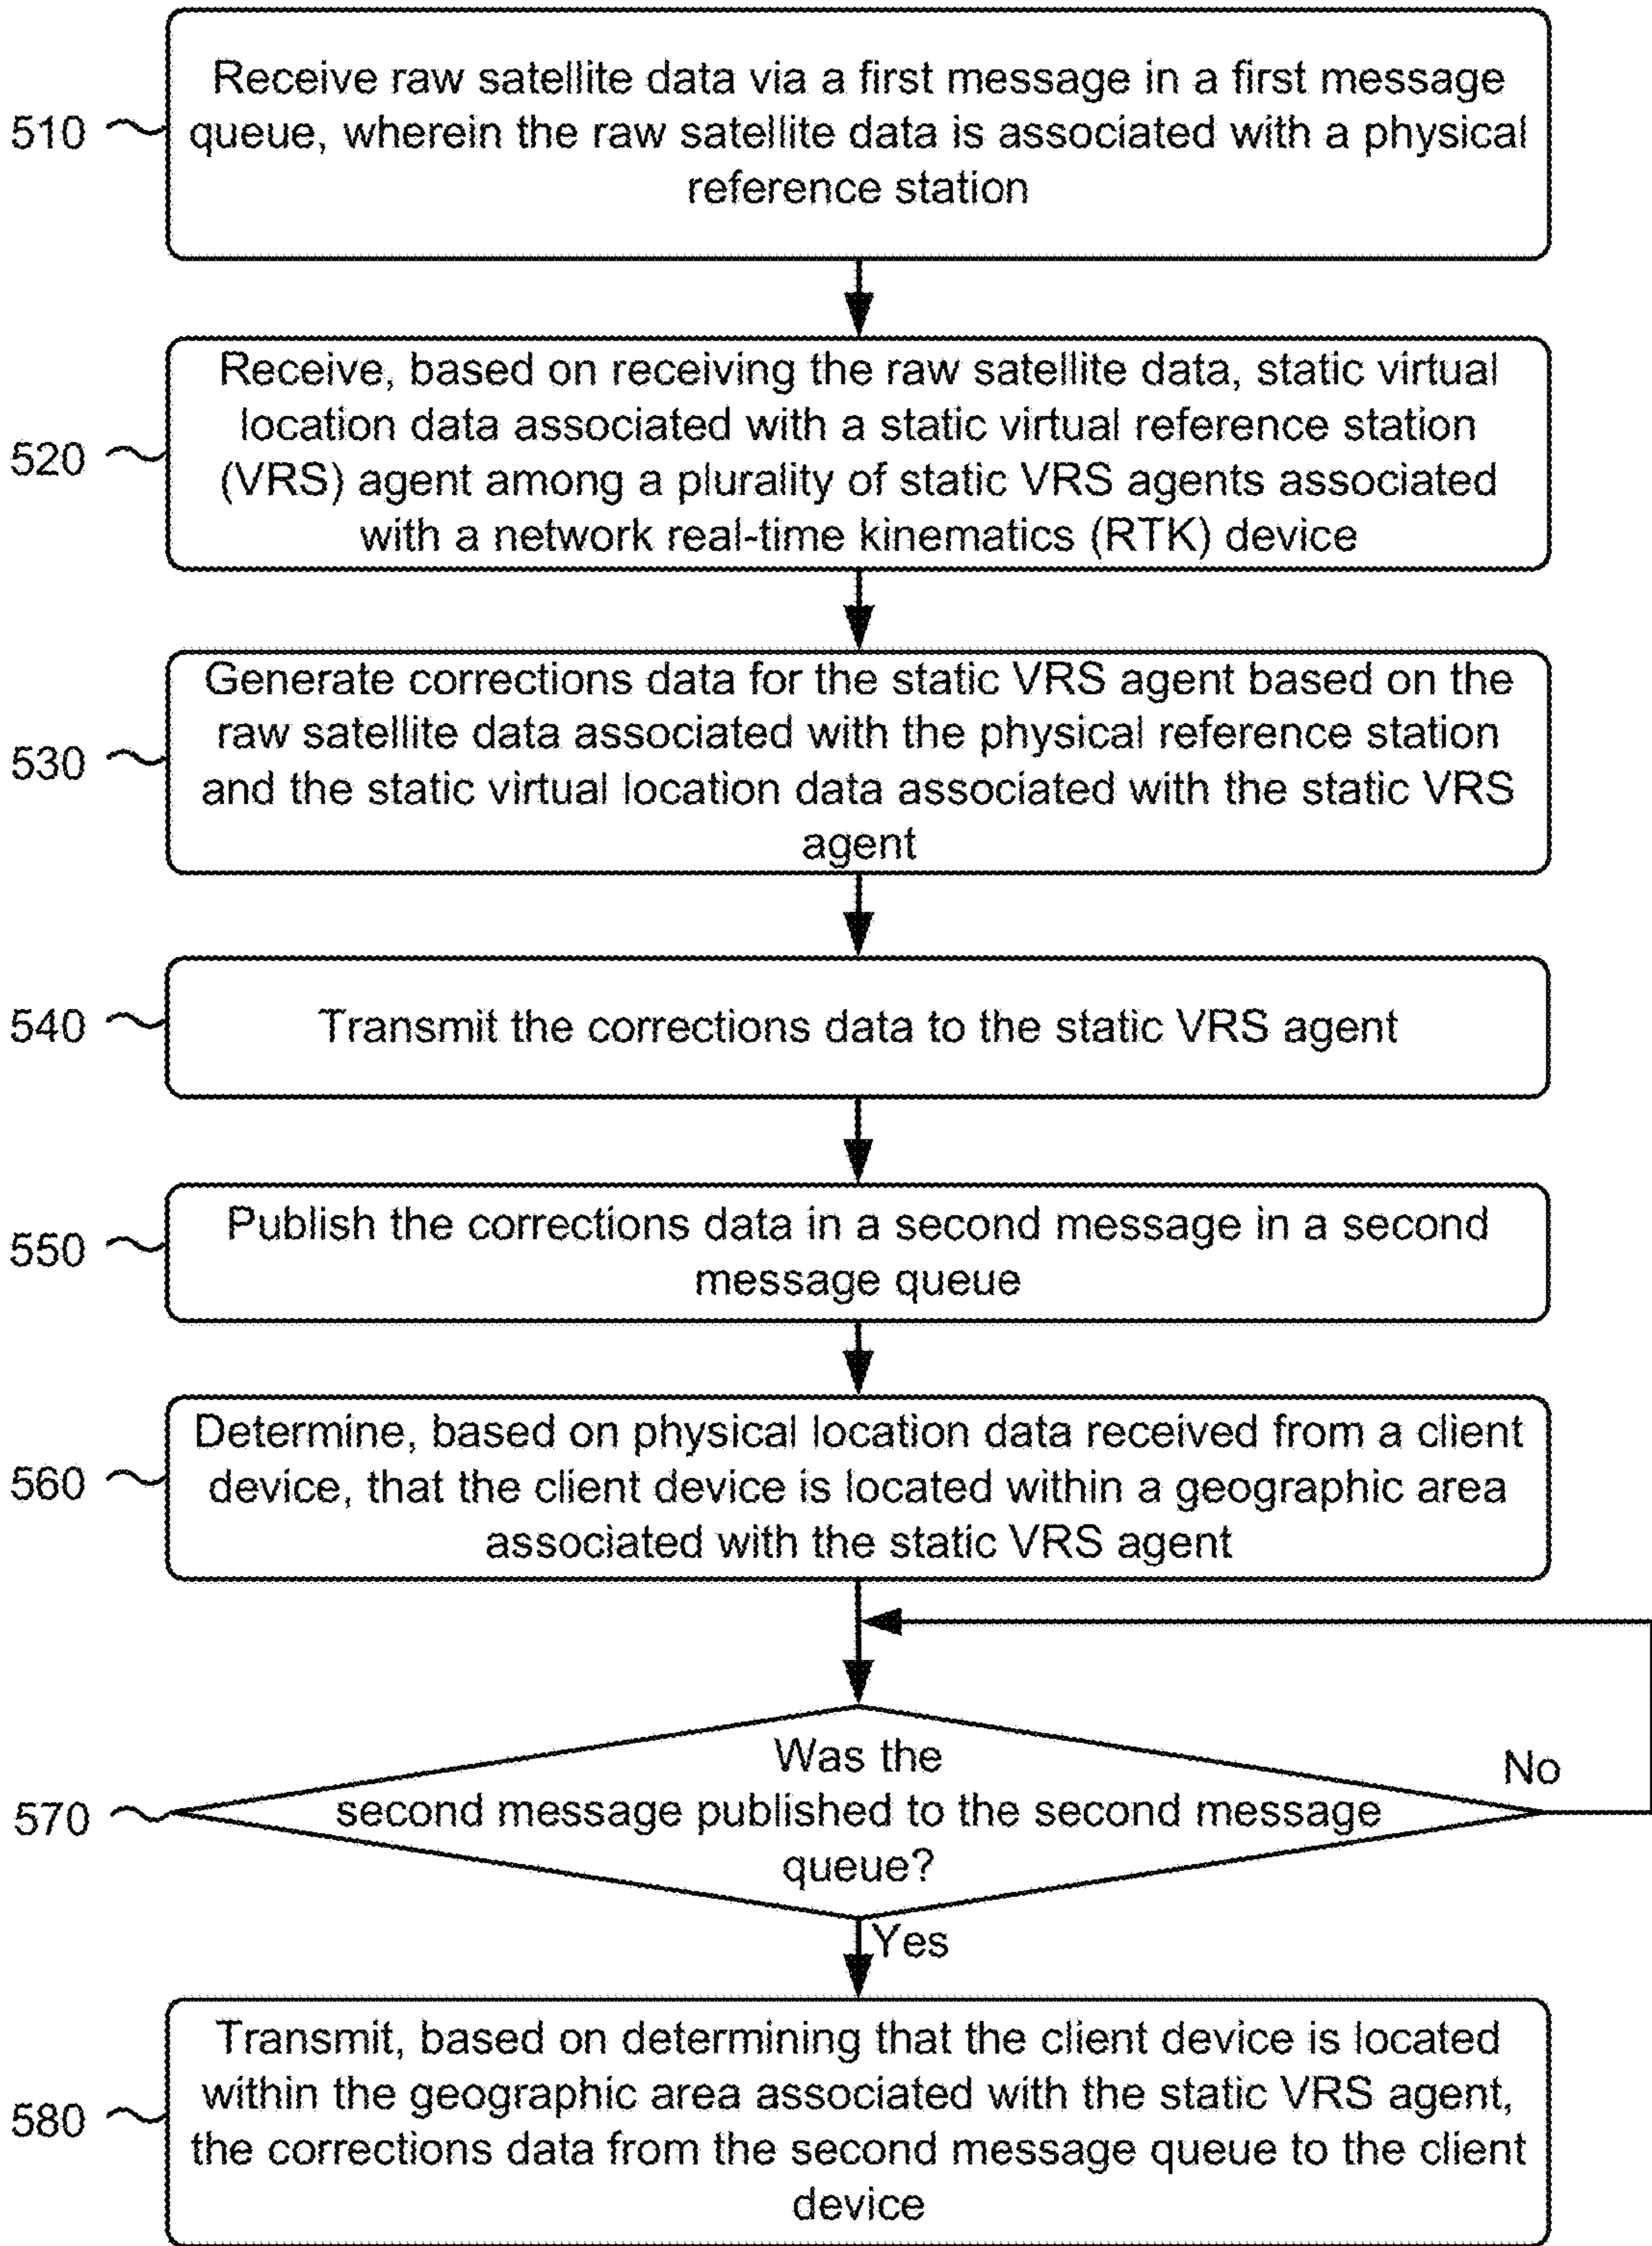 Receive raw satellite data via a first message in a first message
510
queue, wherein the raw satellite data is associated with a physical
reference station
Receive, based on receiving the raw satellite data, static virtual
location data associated with a static virtual reference station
520
(VRS) agent among a plurality of static VRS agents associated
with a network real-time kinematics (RTK) device
Generate corrections data for the static VRS agent based on the
raw satellite data associated with the physical reference station
530
and the static virtual location data associated with the static VRS
agent
540
Transmit the corrections data to the static VRS agent
Publish the corrections data in a second message in a second
550
message queue
Determine, based on physical location data received from a client
560
device, that the client device is located within a geographic area
associated with the static VRS agent
Was the
No
570
second message published to the second message
queue?
Yes
Transmit, based on determining that the client device is located
within the geographic area associated with the static VRS agent,
580
the corrections data from the second message queue to the client
device